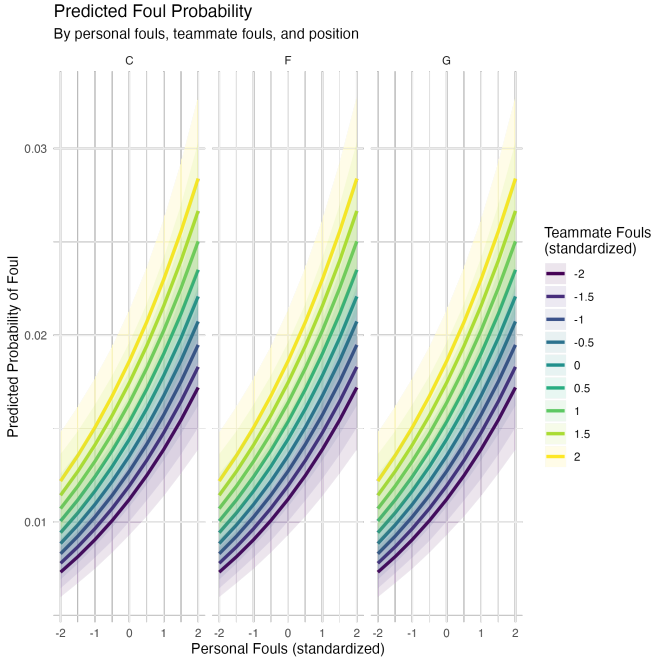 Predicted Foul Probability
By personal fouls, teammate fouls, and position
C F G
0.03
0.02
0.01
Predicted Probability of Foul
-2 -1 0 1 2 -2 -1 0 1 2 -2 -1 0 1 2
Personal Fouls (standardized)
Teammate Fouls
(standardized)
-2
-1.5
-1
-0.5
0
0.5
1
1.5
2